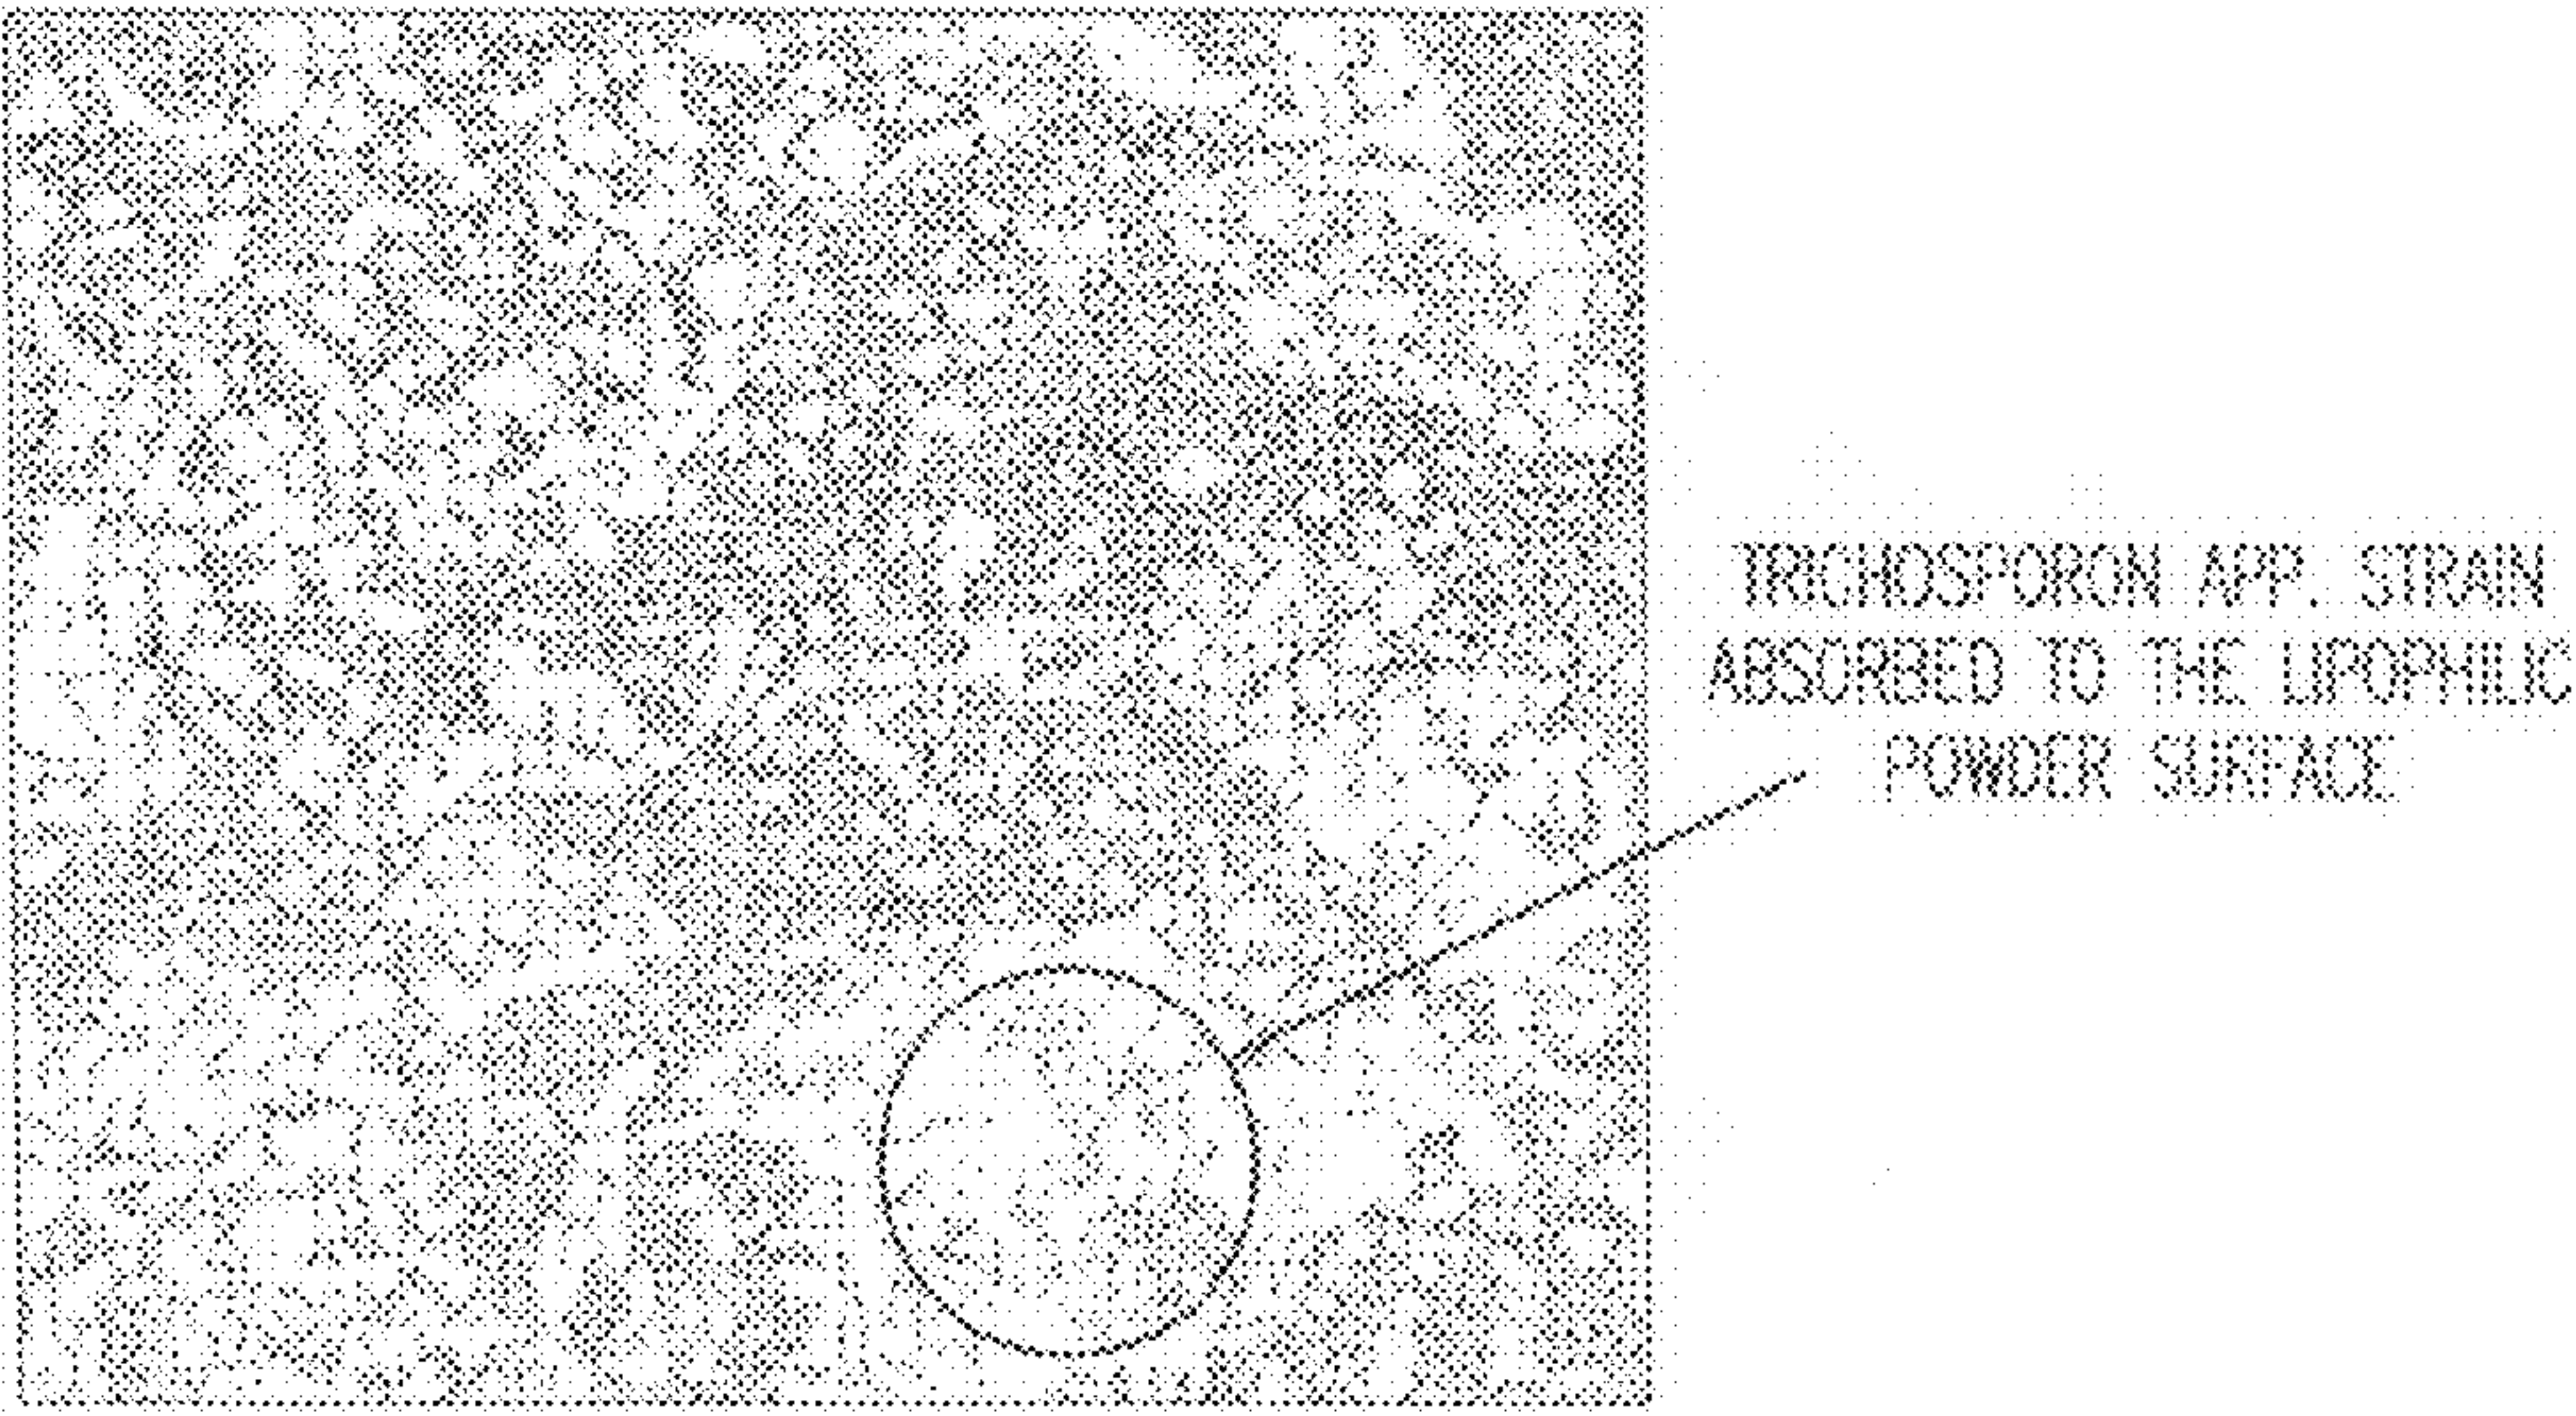 TRICHOSPORON APP. STRAIN
ABSORBED TO THE LIPOPHILIC
POWDER SURFACE